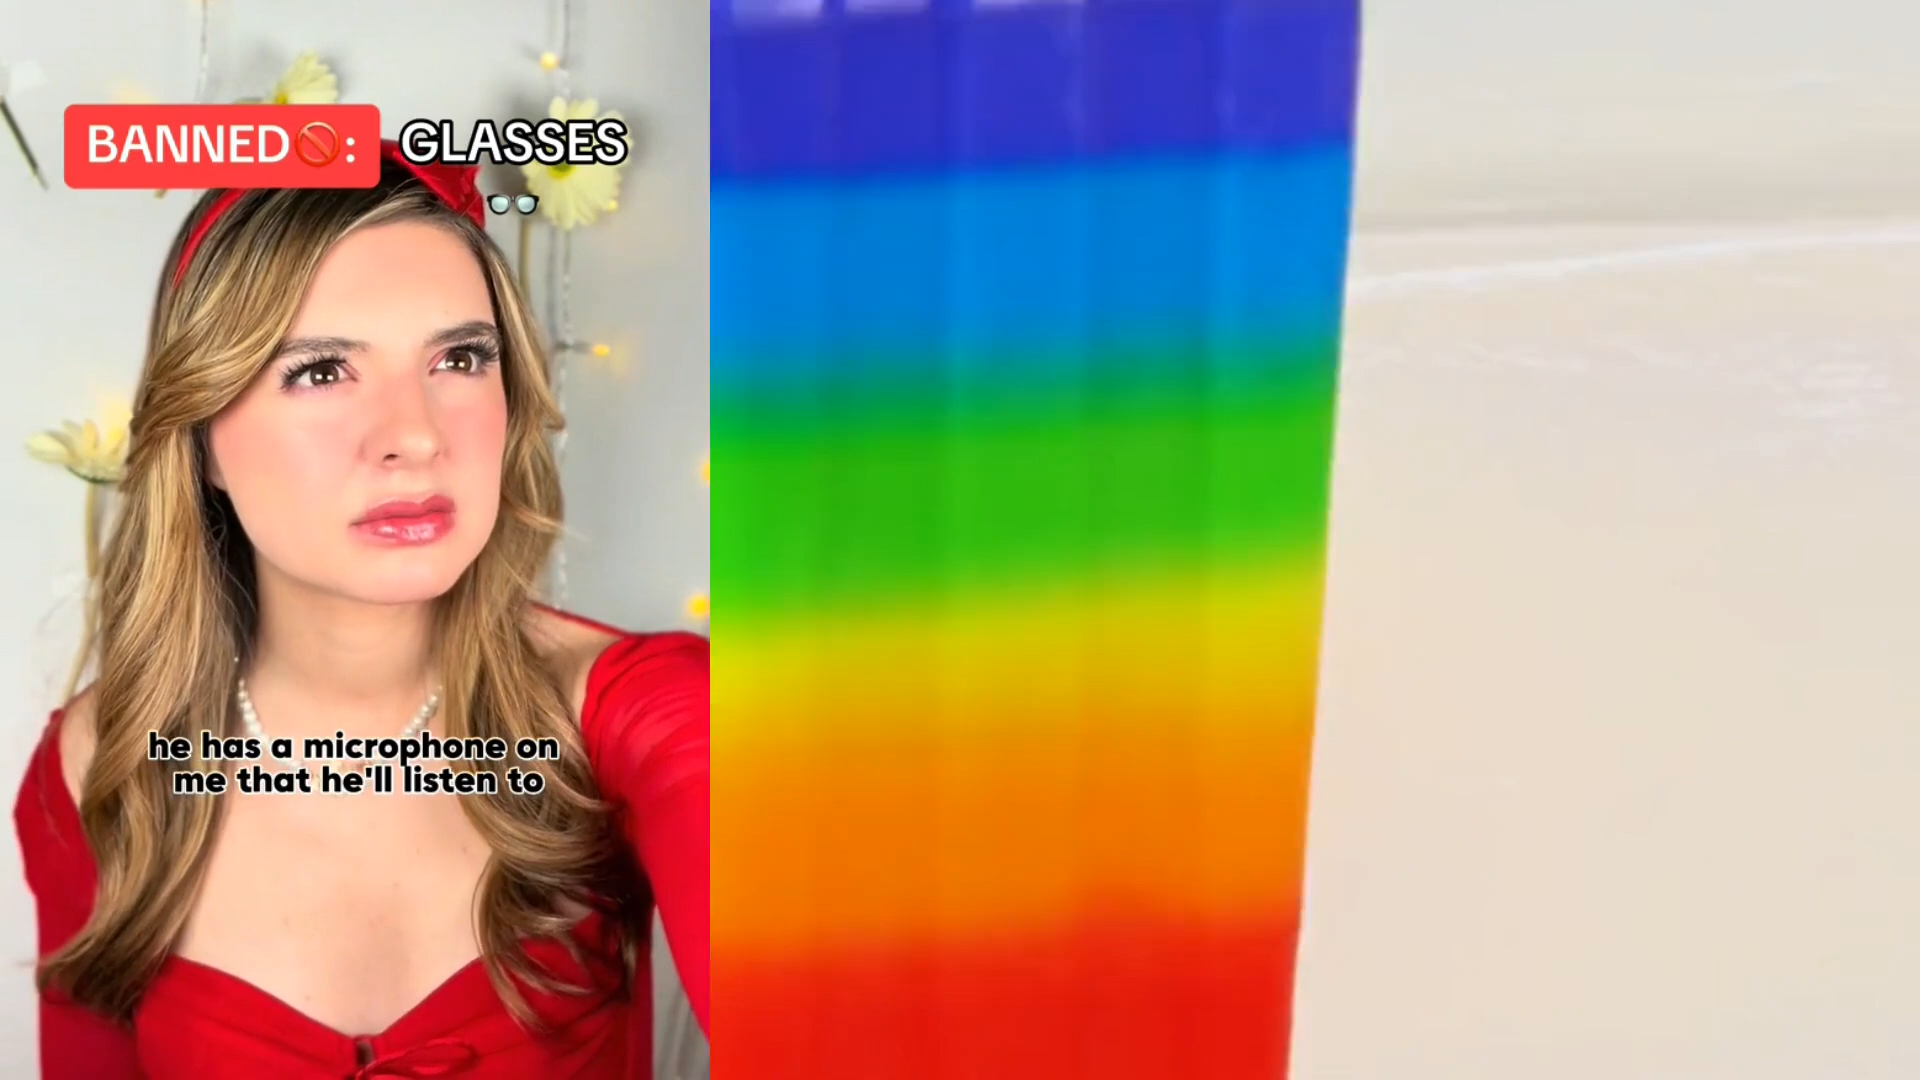 BANNED🚫: GLASSES
👓
he has a microphone on
me that he'll listen to